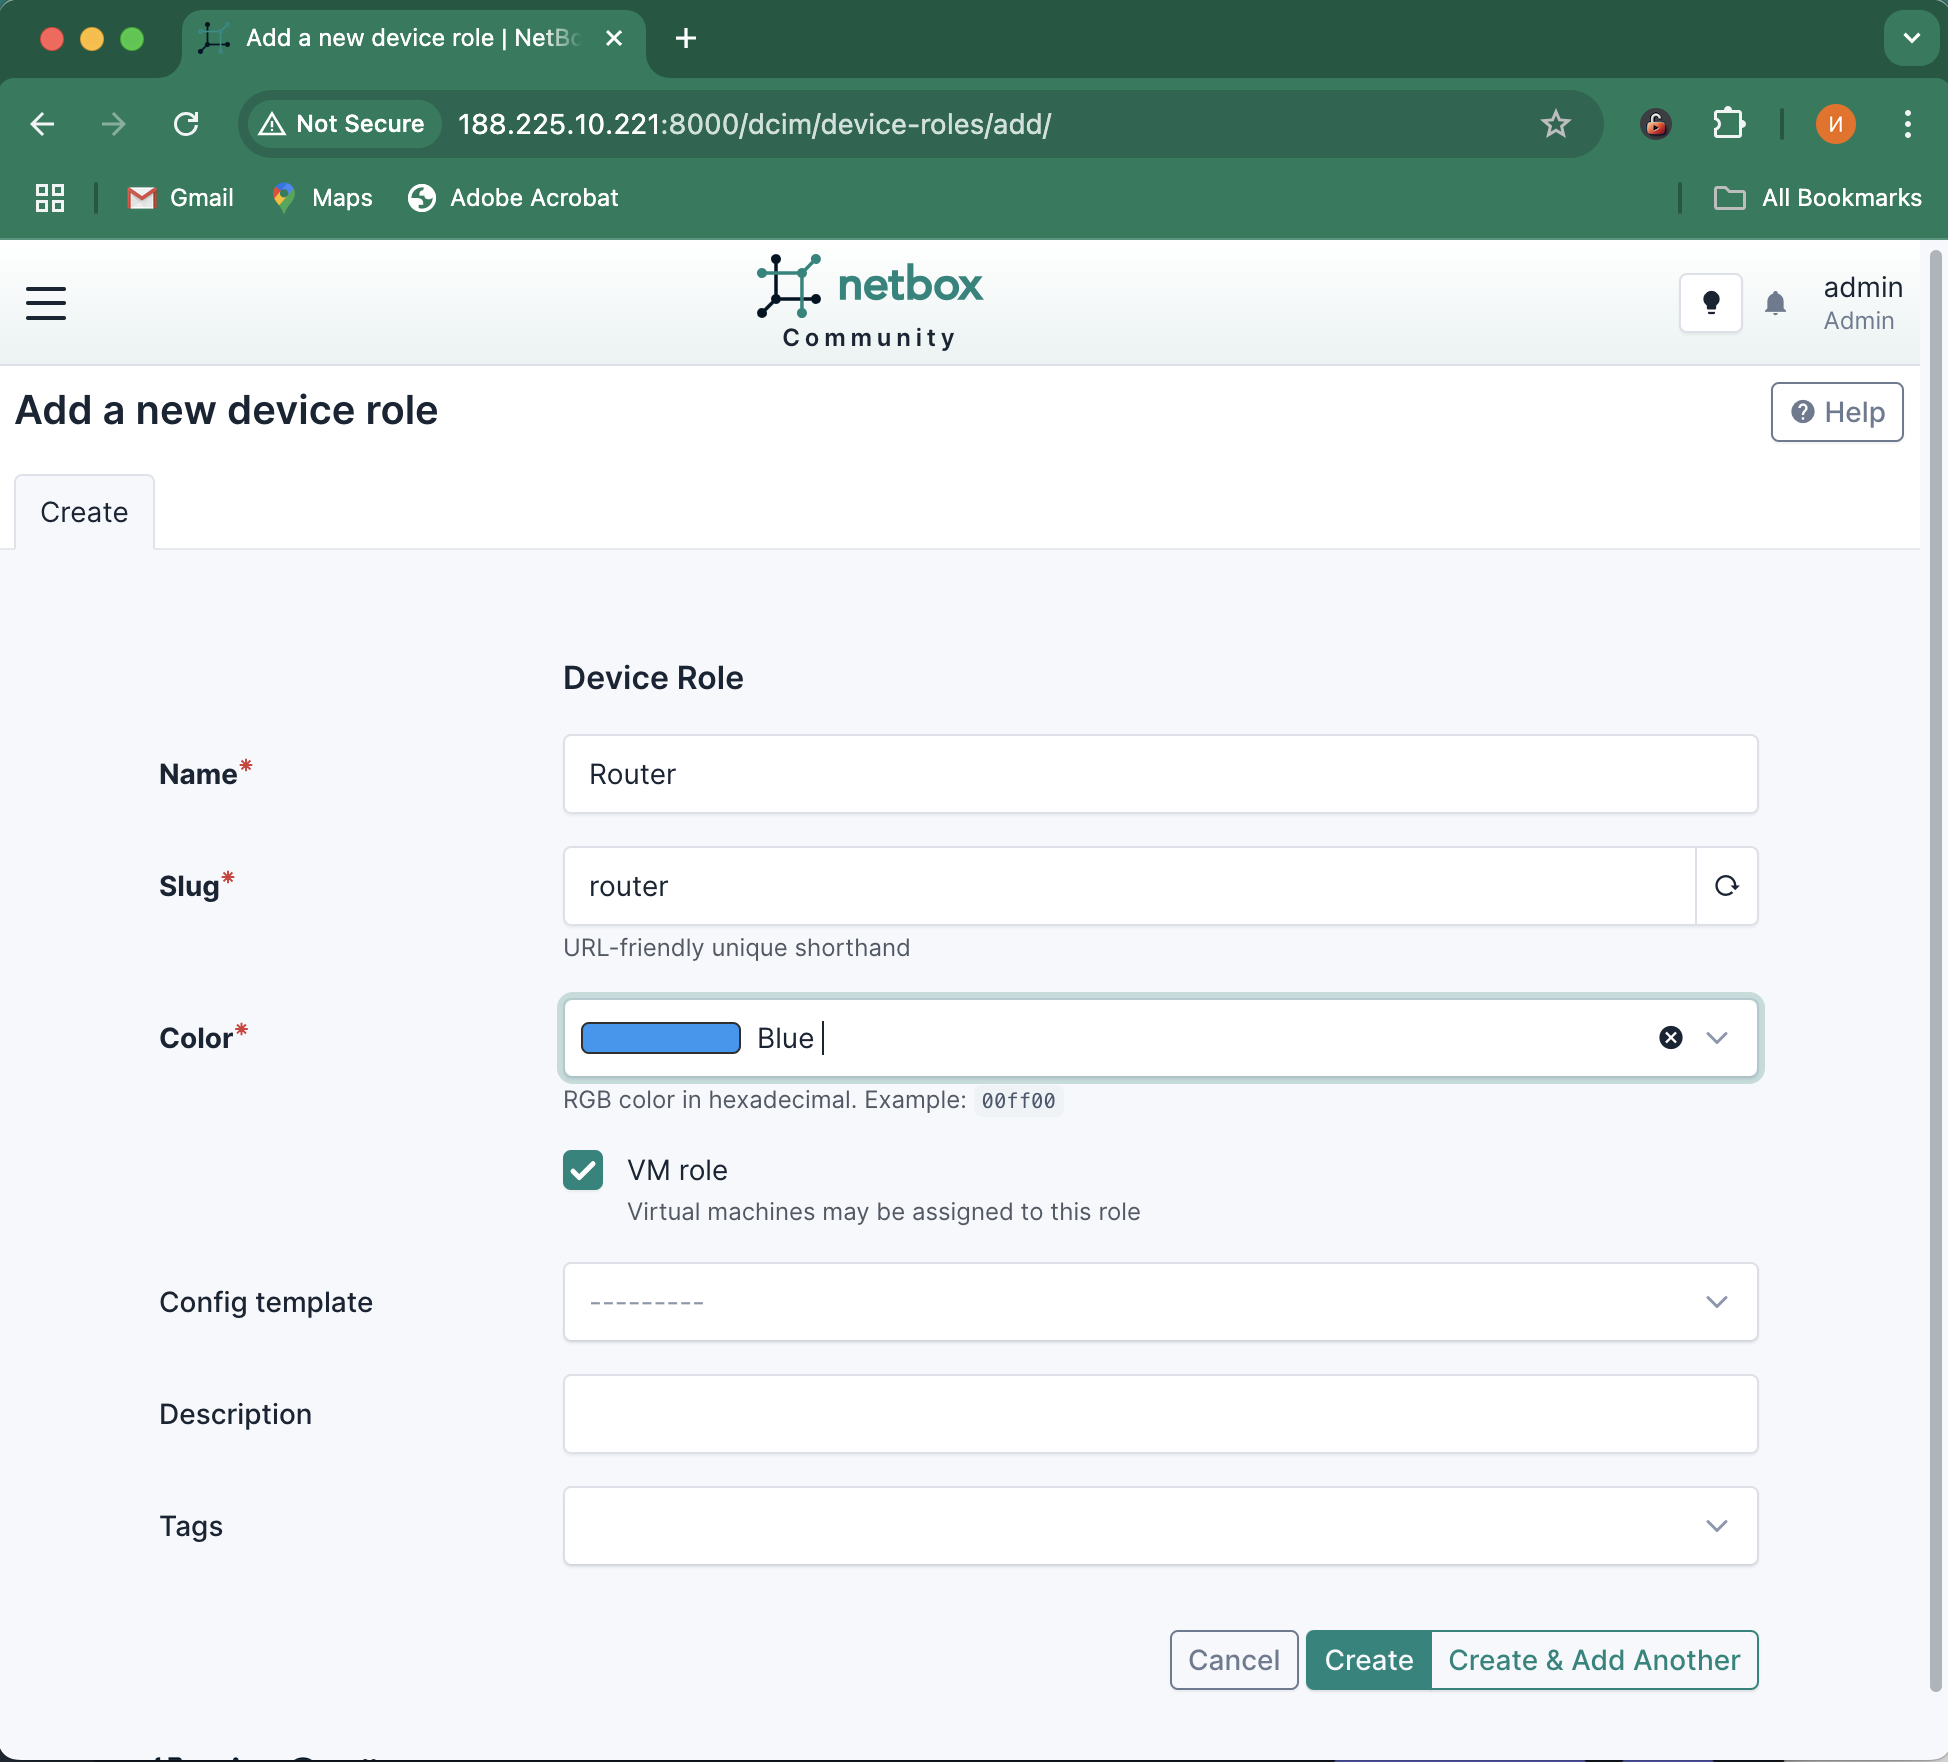 Add a new device role | NetBo
Not Secure 188.225.10.221:8000/dcim/device-roles/add/
И
Gmail Maps Adobe Acrobat All Bookmarks
netbox
Community
admin
Admin
Add a new device role
Help
Create
Device Role
Name*
Router
Slug*
router
URL-friendly unique shorthand
Color*
Blue
RGB color in hexadecimal. Example: 00ff00
VM role
Virtual machines may be assigned to this role
Config template
---------
Description
Tags
Cancel Create Create & Add Another